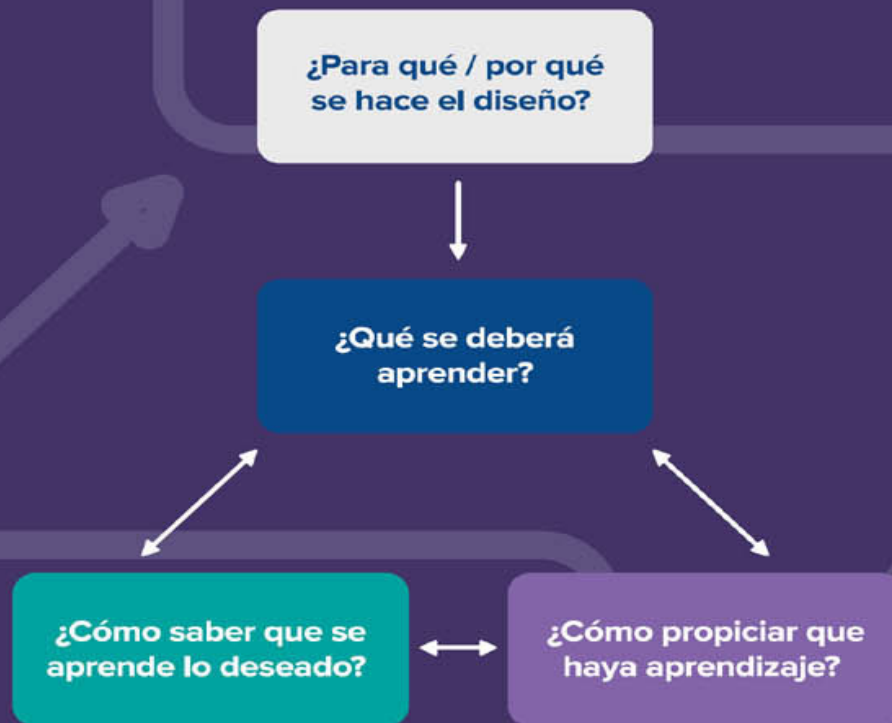 ¿Para qué / por qué
se hace el diseño?
¿Qué se deberá
aprender?
¿Cómo saber que se
aprende lo deseado?
¿Cómo propiciar que
haya aprendizaje?